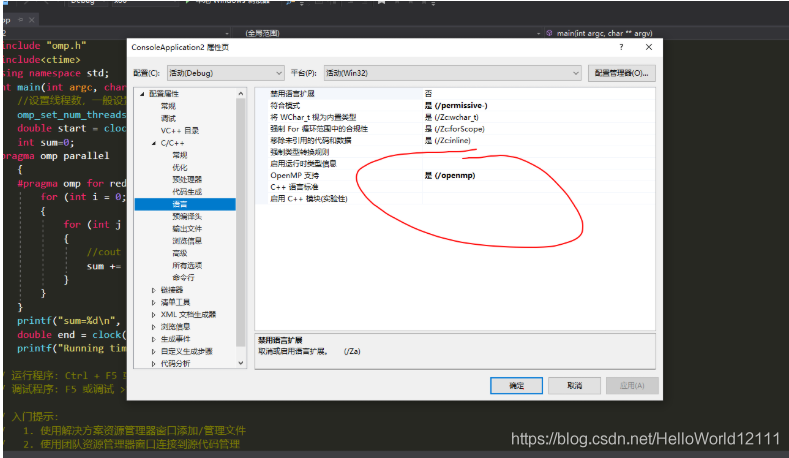 Debug
(全局范围)
main(int argc, char ** argv)
include "omp.h"
include<ctime>
sing namespace std;
nt main(int argc, char
//设置线程数，一般设
omp_set_num_threads
double start = cloc
int sum=0;
pragma omp parallel
{
#pragma omp for red
for (int i = 0;
{
for (int j
{
//cout
sum +=
}
}
}
printf("sum=%d\n",
double end = clock(
printf("Running tim
/ 运行程序: Ctrl + F5
/ 调试程序: F5 或调试 >
/ 入门提示:
/ 1. 使用解决方案资源管理器窗口添加/管理文件
/ 2. 使用团队资源管理器窗口连接到源代码管理
ConsoleApplication2 属性页
? ×
配置(C): 活动(Debug) 平台(P): 活动(Win32) 配置管理器(O)...
配置属性
常规
调试
VC++ 目录
C/C++
常规
优化
预处理器
代码生成
语言
预编译头
输出文件
浏览信息
高级
所有选项
命令行
链接器
清单工具
XML 文档生成器
浏览信息
生成事件
自定义生成步骤
代码分析
禁用语言扩展 否
符合模式 是 (/permissive-)
将 WChar_t 视为内置类型 是 (/Zc:wchar_t)
强制 For 循环范围中的合规性 是 (/Zc:forScope)
移除未引用的代码和数据 是 (/Zc:inline)
强制类型转换规则
启用运行时类型信息
OpenMP 支持 是 (/openmp)
C++ 语言标准
启用 C++ 模块(实验性)
禁用语言扩展
取消或启用语言扩展。 (/Za)
确定 取消 应用(A)
https://blog.csdn.net/HelloWorld12111